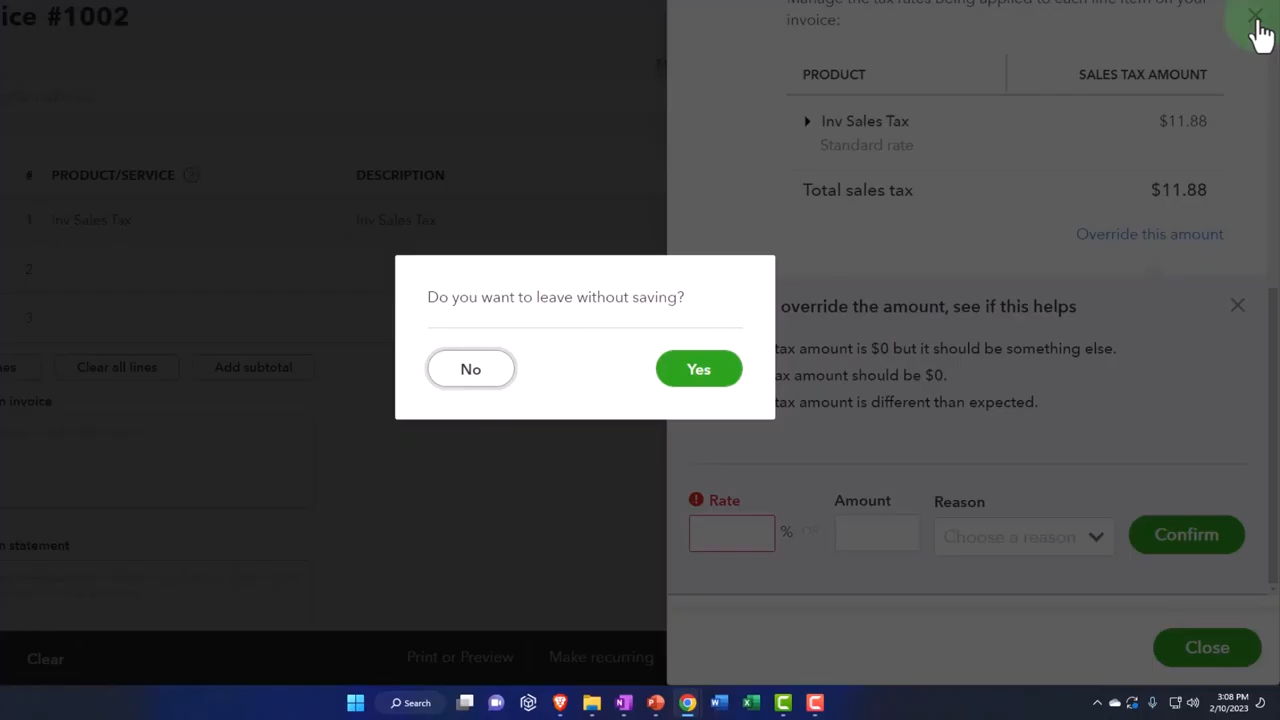 ice #1002
Manage the tax rates being applied to each line item on your
invoice:
PRODUCT SALES TAX AMOUNT
Inv Sales Tax $11.88
Standard rate
Total sales tax $11.88
Override this amount
# PRODUCT/SERVICE ? DESCRIPTION
1 Inv Sales Tax Inv Sales Tax
2
3
Clear all lines Add subtotal
n invoice
n statement
Do you want to leave without saving?
No Yes
override the amount, see if this helps
tax amount is $0 but it should be something else.
ax amount should be $0.
tax amount is different than expected.
Rate Amount Reason
% OR Choose a reason Confirm
Close
Clear Print or Preview Make recurring
Search
3:08 PM
2/10/2023